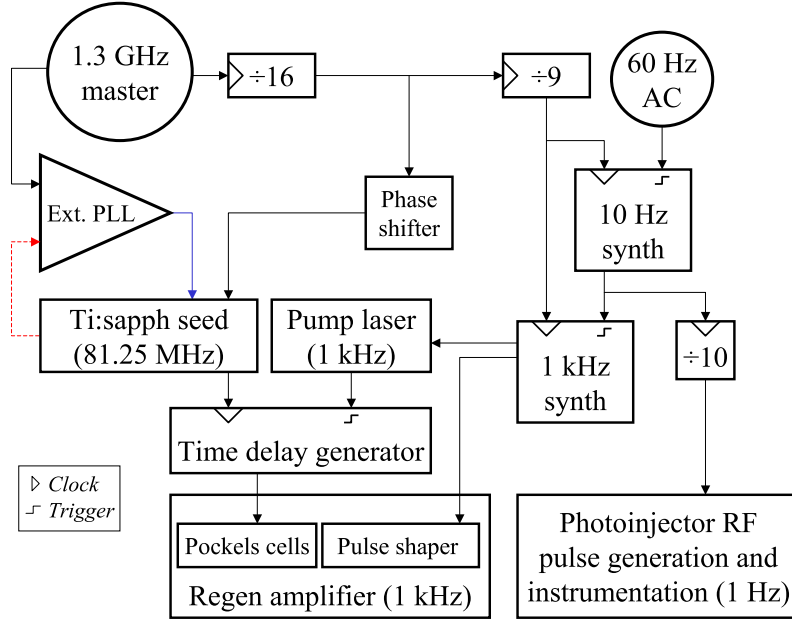 1.3 GHz
master
÷16
÷9
60 Hz
AC
Ext. PLL
Phase
shifter
10 Hz
synth
Ti:sapph seed
(81.25 MHz)
Pump laser
(1 kHz)
1 kHz
synth
÷10
Time delay generator
Clock
Trigger
Pockels cells
Pulse shaper
Regen amplifier (1 kHz)
Photoinjector RF
pulse generation and
instrumentation (1 Hz)